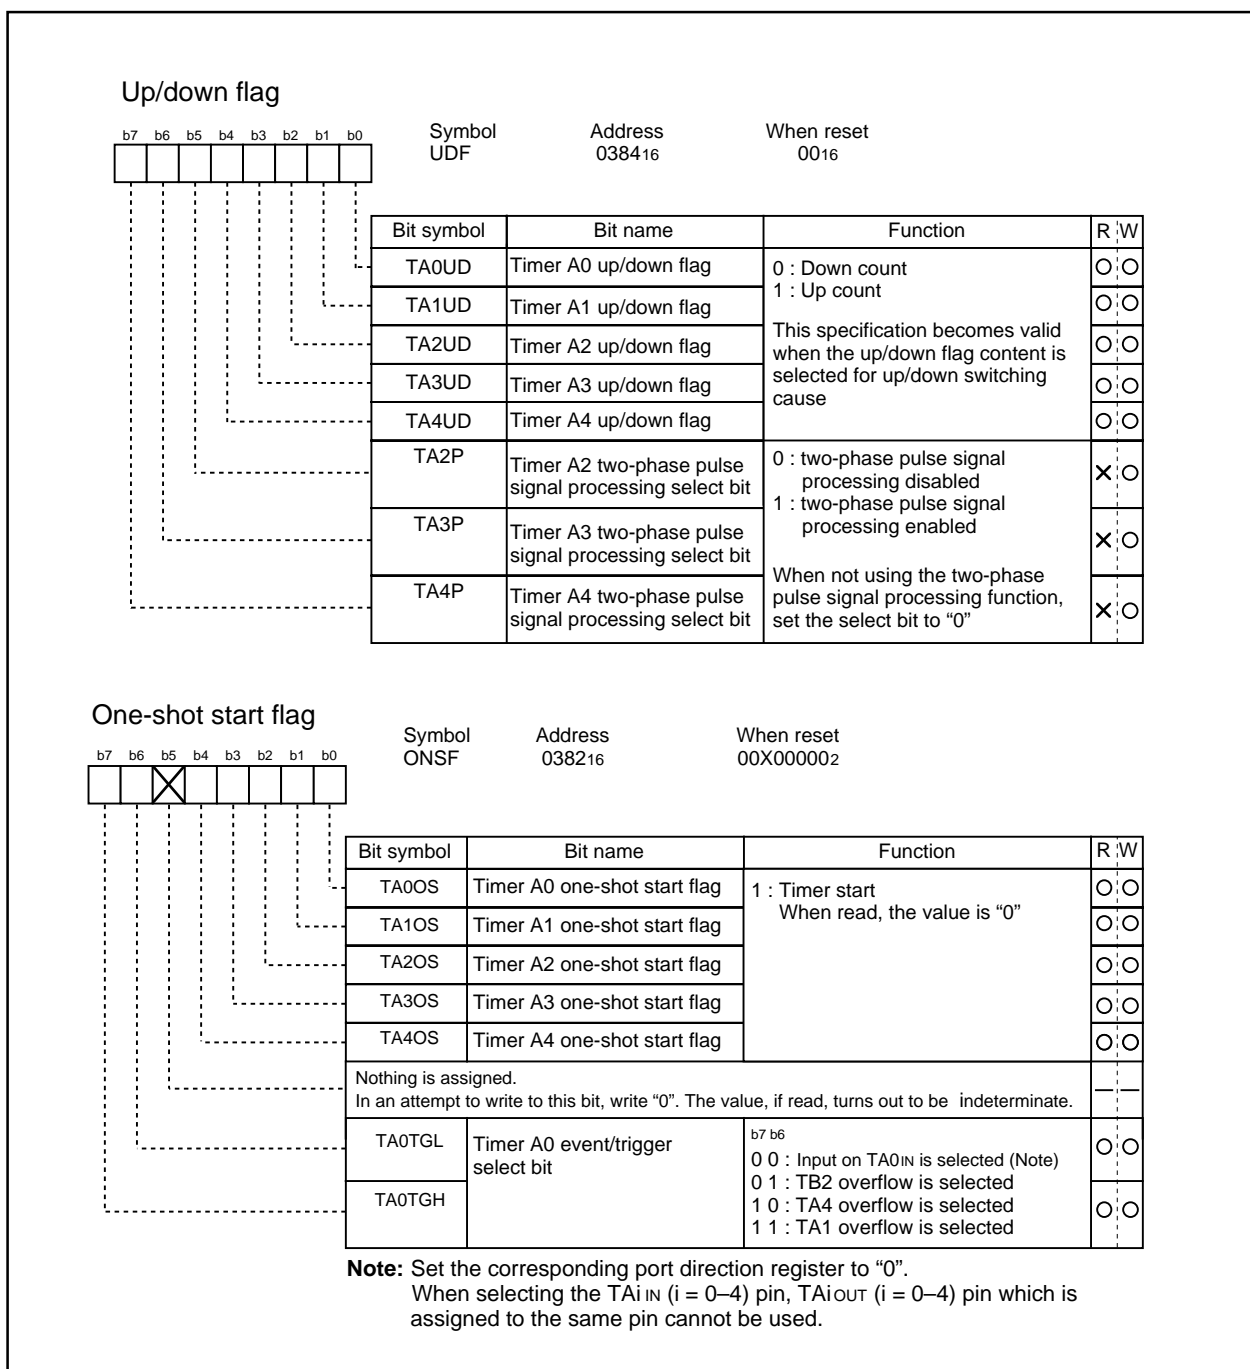 Up/down flag
b7 b6 b5 b4 b3 b2 b1 b0
Symbol Address When reset
UDF 038416 0016
Bit symbol Bit name Function R W
TA0UD Timer A0 up/down flag
TA1UD Timer A1 up/down flag
TA2UD Timer A2 up/down flag
TA3UD Timer A3 up/down flag
TA4UD Timer A4 up/down flag
0 : Down count
1 : Up count
This specification becomes valid
when the up/down flag content is
selected for up/down switching
cause
TA2P Timer A2 two-phase pulse
signal processing select bit
TA3P Timer A3 two-phase pulse
signal processing select bit
TA4P Timer A4 two-phase pulse
signal processing select bit
0 : two-phase pulse signal
processing disabled
1 : two-phase pulse signal
processing enabled
When not using the two-phase
pulse signal processing function,
set the select bit to “0”
One-shot start flag
b7 b6 b5 b4 b3 b2 b1 b0
Symbol Address When reset
ONSF 038216 00X000002
Bit symbol Bit name Function R W
TA0OS Timer A0 one-shot start flag
TA1OS Timer A1 one-shot start flag
TA2OS Timer A2 one-shot start flag
TA3OS Timer A3 one-shot start flag
TA4OS Timer A4 one-shot start flag
1 : Timer start
When read, the value is “0”
Nothing is assigned.
In an attempt to write to this bit, write “0”. The value, if read, turns out to be indeterminate.
TA0TGL
TA0TGH
Timer A0 event/trigger
select bit
b7 b6
0 0 : Input on TA0IN is selected (Note)
0 1 : TB2 overflow is selected
1 0 : TA4 overflow is selected
1 1 : TA1 overflow is selected
Note: Set the corresponding port direction register to “0”.
When selecting the TAiIN (i = 0–4) pin, TAiOUT (i = 0–4) pin which is
assigned to the same pin cannot be used.